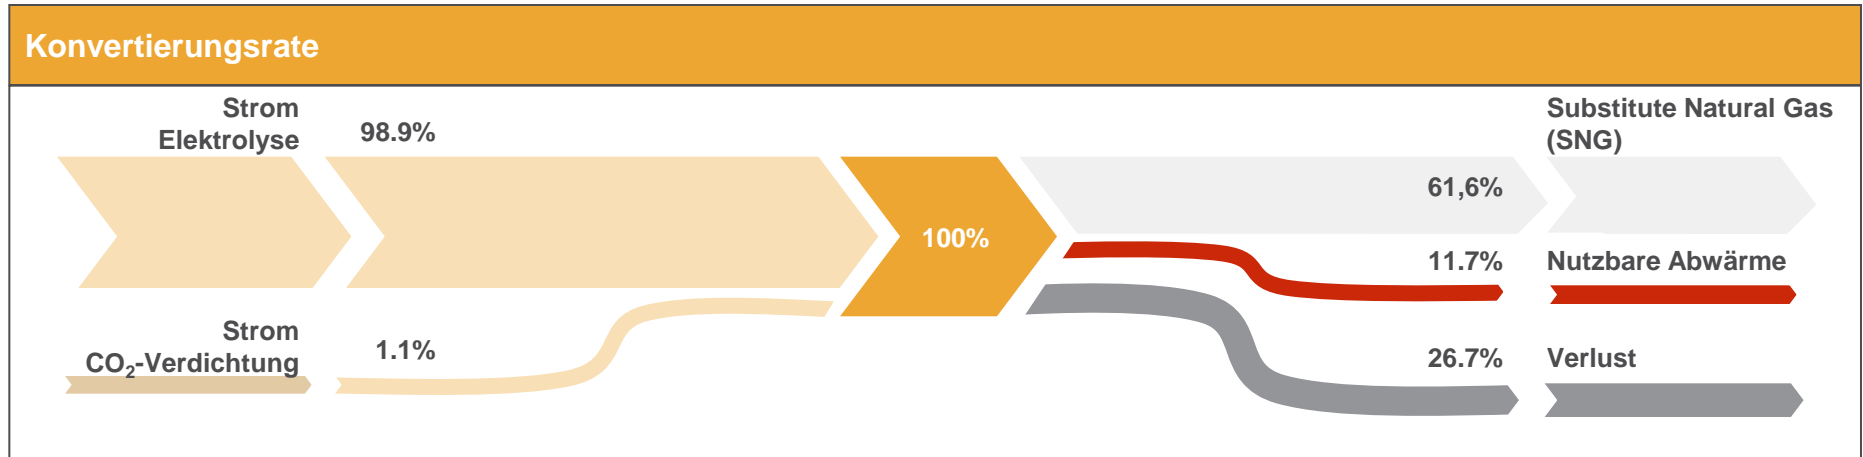 Konvertierungsrate
Strom
Elektrolyse
98.9%
Substitute Natural Gas
(SNG)
61,6%
100%
11.7%
Nutzbare Abwärme
Strom
CO₂-Verdichtung
1.1%
26.7%
Verlust